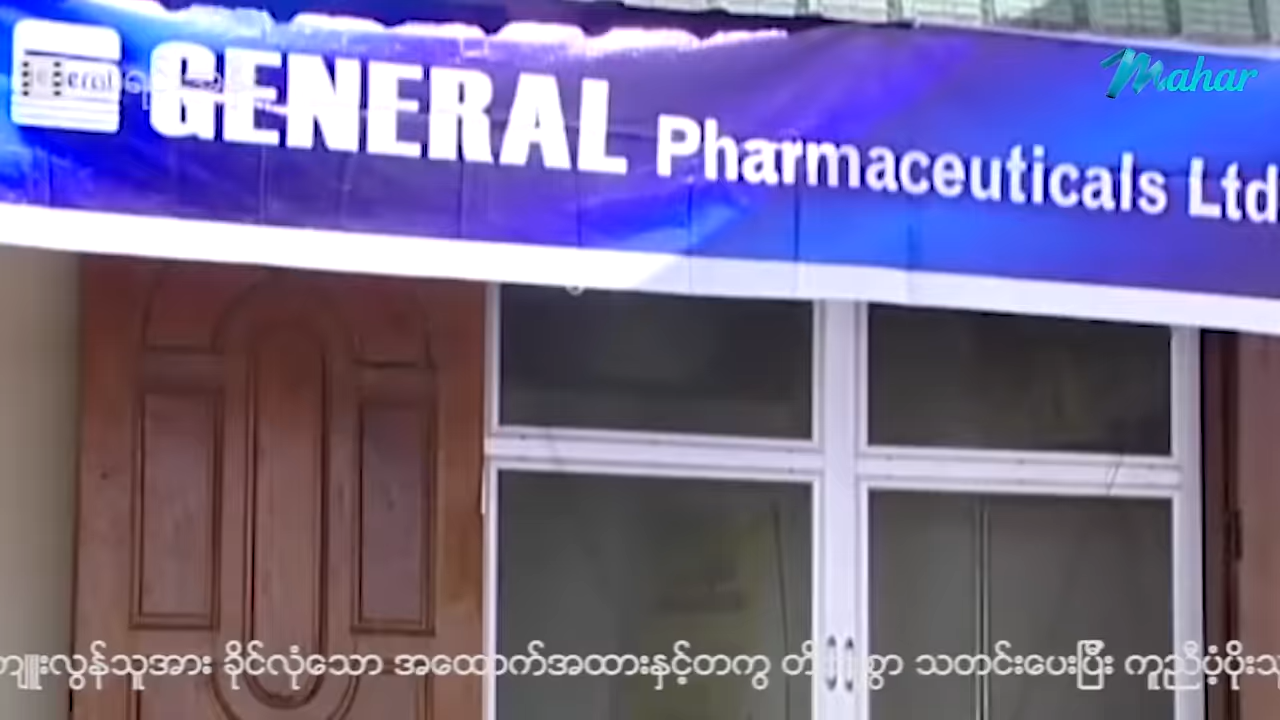 GENERAL Pharmaceuticals Ltd
Mahar
ကျူးလွန်သူအား ခိုင်လုံသော အထောက်အထားနှင့်တကွ သတင်းပေးပြီး ကူညီပံ့ပိုးသ